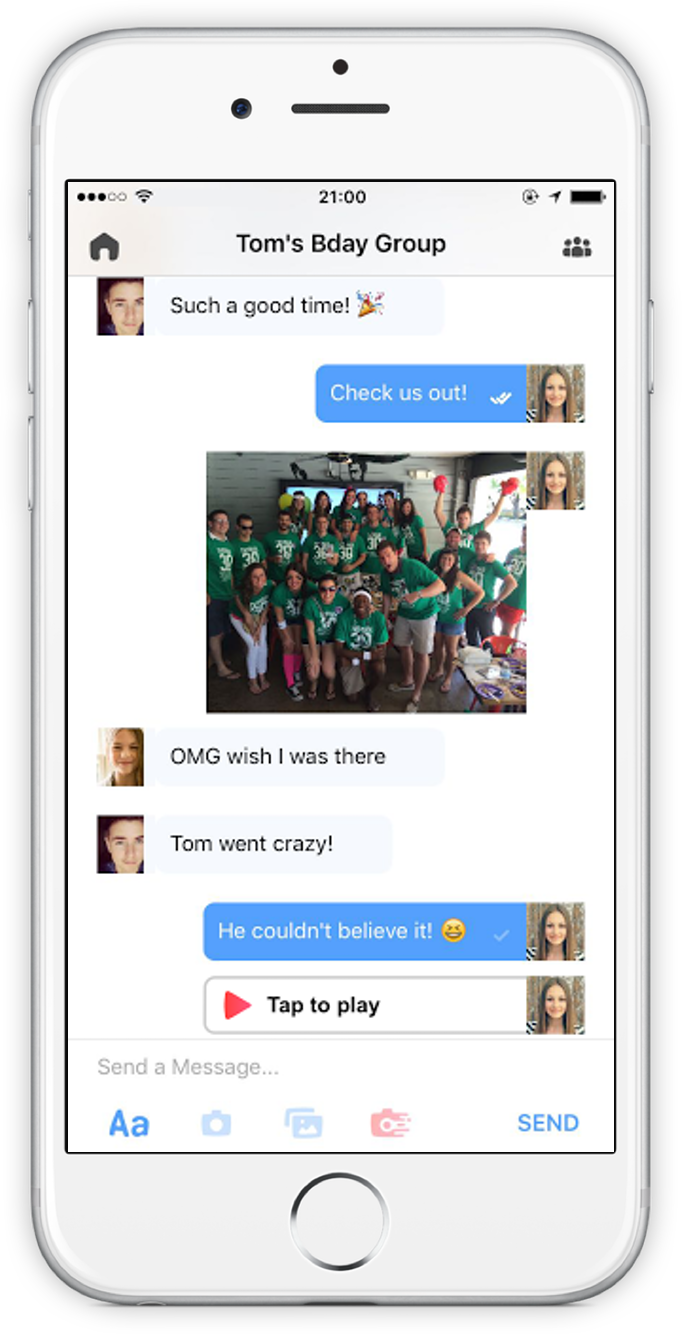 21:00
Tom's Bday Group
Such a good time! 🎉
Check us out!
OMG wish I was there
Tom went crazy!
He couldn't believe it! 😆
Tap to play
Send a Message...
Aa
SEND